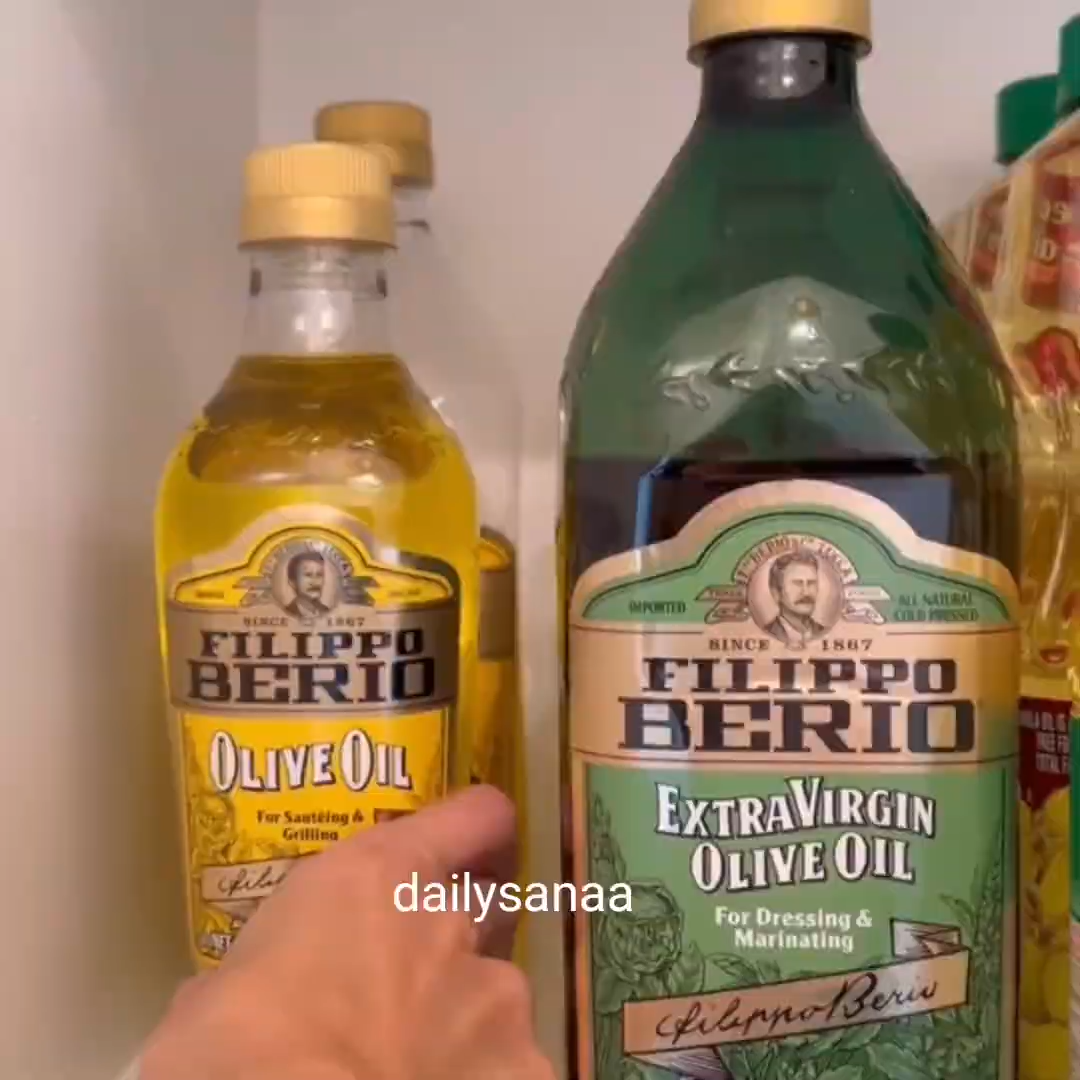 SINCE 1867
FILIPPO
BERIO
OLIVE OIL
For Sautéing &
Grilling
IMPORTED
ALL NATURAL
COLD PRESSED
SINCE 1867
FILIPPO
BERIO
EXTRA VIRGIN
OLIVE OIL
For Dressing &
Marinating
Filippo Berio
dailysanaa